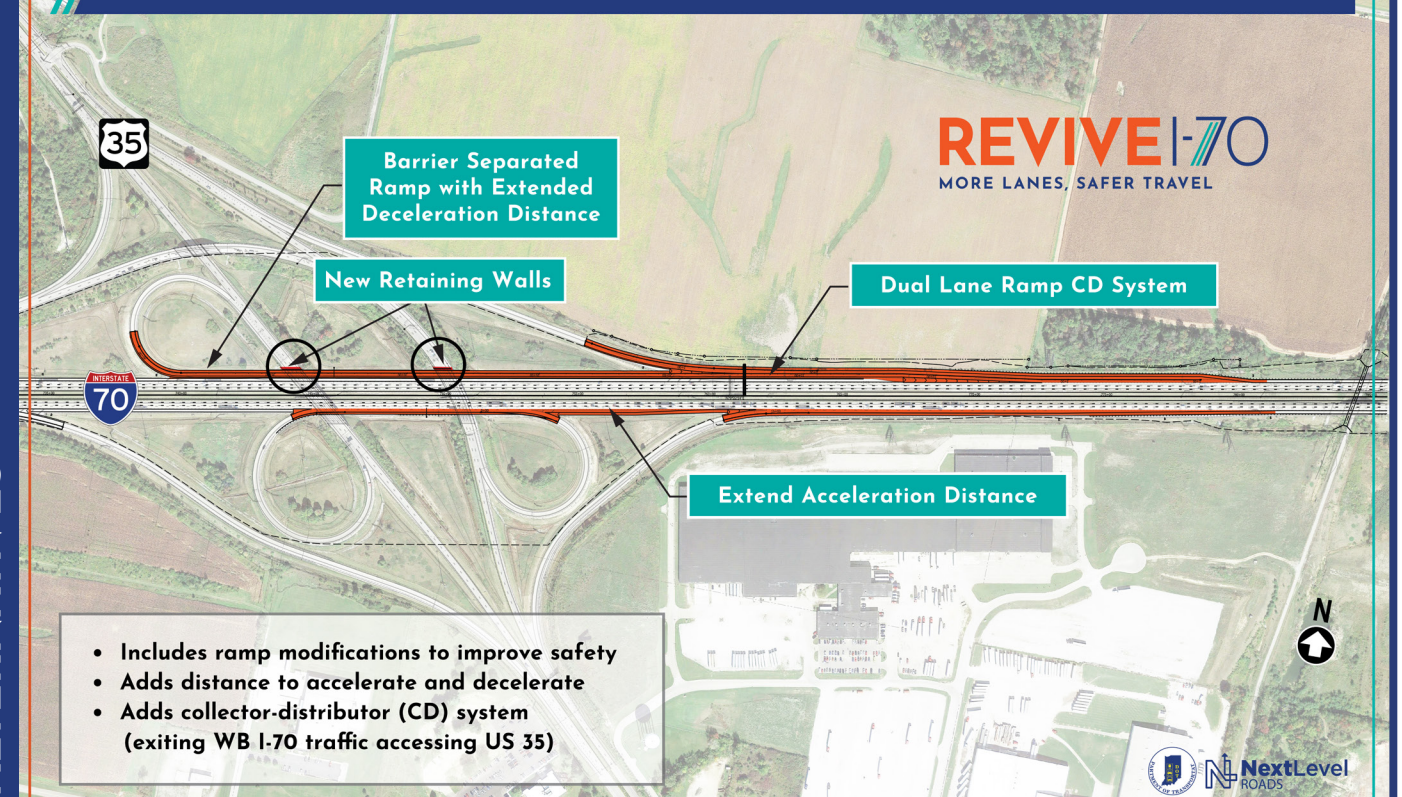 35
Barrier Separated
Ramp with Extended
Deceleration Distance
New Retaining Walls
REVIVE I-70
MORE LANES, SAFER TRAVEL
Dual Lane Ramp CD System
INTERSTATE
70
Extend Acceleration Distance
N
• Includes ramp modifications to improve safety
• Adds distance to accelerate and decelerate
• Adds collector-distributor (CD) system
(exiting WB I-70 traffic accessing US 35)
NextLevel
ROADS